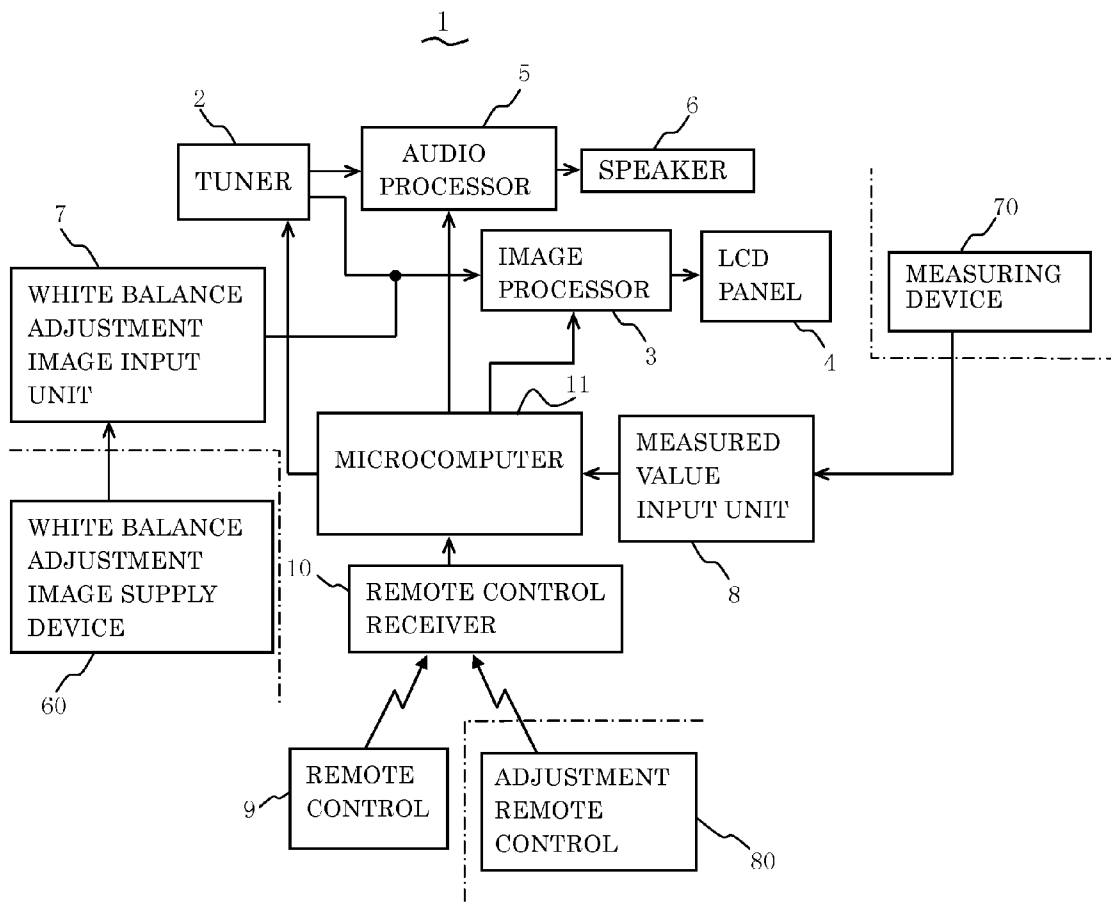 1
5
2
6
AUDIO
PROCESSOR
SPEAKER
TUNER
70
7
IMAGE
PROCESSOR
LCD
PANEL
MEASURING
DEVICE
WHITE BALANCE
ADJUSTMENT
IMAGE INPUT
UNIT
3
4
11
MICROCOMPUTER
MEASURED
VALUE
INPUT UNIT
WHITE BALANCE
ADJUSTMENT
IMAGE SUPPLY
DEVICE
10
8
REMOTE CONTROL
RECEIVER
60
REMOTE
CONTROL
9
ADJUSTMENT
REMOTE
CONTROL
80